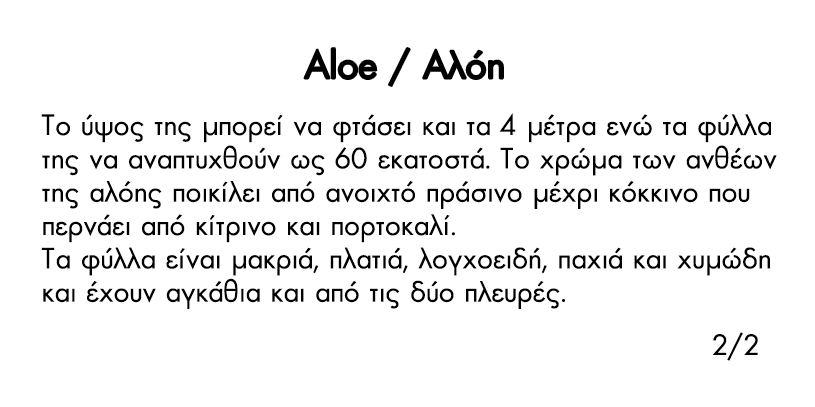 Aloe / Αλόη
Το ύψος της μπορεί να φτάσει και τα 4 μέτρα ενώ τα φύλλα
της να αναπτυχθούν ως 60 εκατοστά. Το χρώμα των ανθέων
της αλόης ποικίλει από ανοιχτό πράσινο μέχρι κόκκινο που
περνάει από κίτρινο και πορτοκαλί.
Τα φύλλα είναι μακριά, πλατιά, λογχοειδή, παχιά και χυμώδη
και έχουν αγκάθια και από τις δύο πλευρές.
2/2